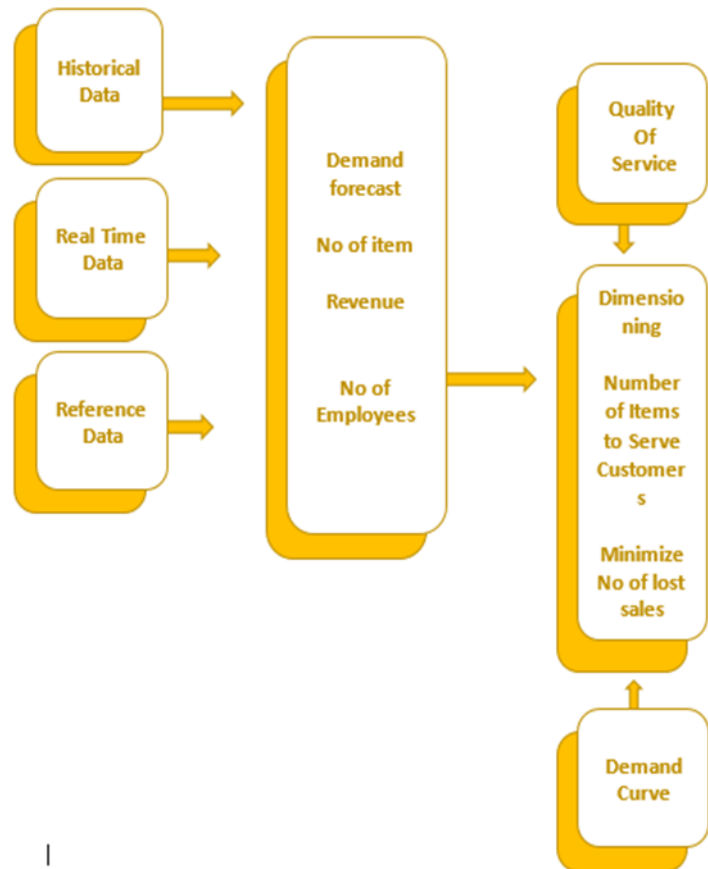 Historical
Data
Real Time
Data
Reference
Data
Demand
forecast
No of item
Revenue
No of
Employees
Quality
Of
Service
Dimensio
ning
Number
of Items
to Serve
Customer
s
Minimize
No of lost
sales
Demand
Curve